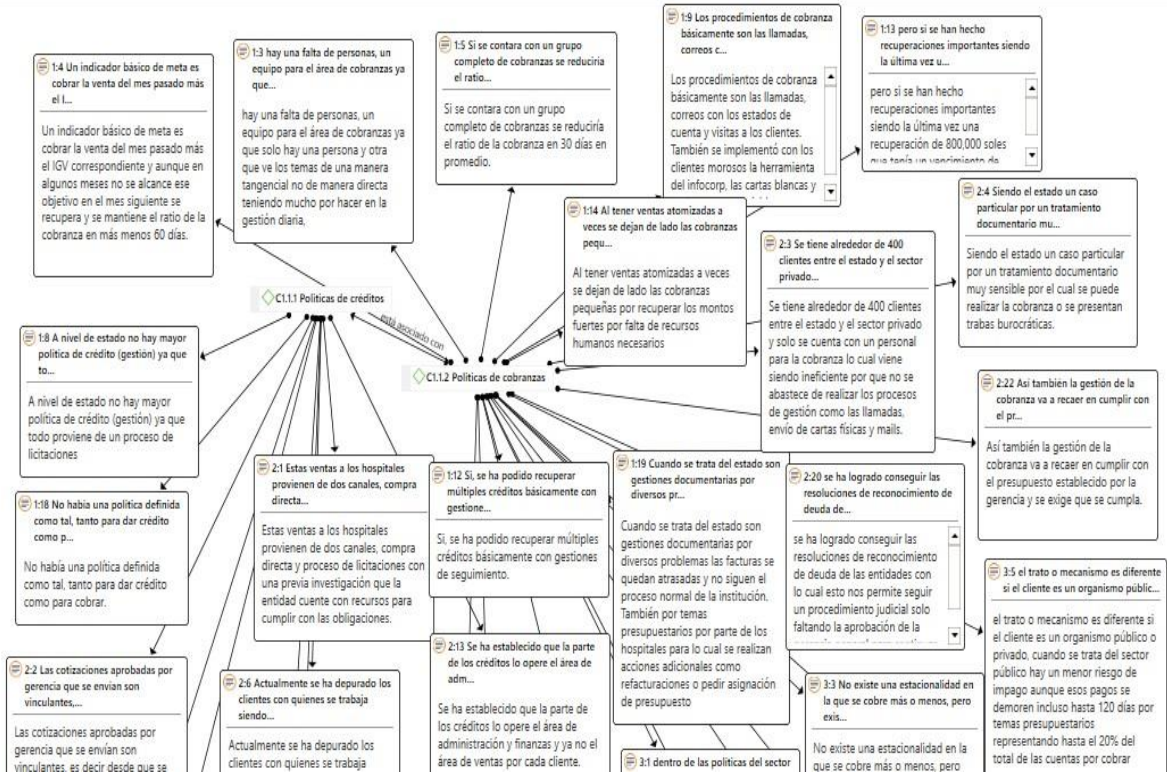 1:4 Un indicador básico de meta es
cobrar la venta del mes pasado más
el I...
Un indicador básico de meta es
cobrar la venta del mes pasado más
el IGV correspondiente y aunque en
algunos meses no se alcance ese
objetivo en el mes siguiente se
recupera y se mantiene el ratio de la
cobranza en más menos 60 días.
1:3 hay una falta de personas, un
equipo para el área de cobranzas ya
que...
hay una falta de personas, un
equipo para el área de cobranzas ya
que solo hay una persona y otra
que ve los temas de una manera
tangencial no de manera directa
teniendo mucho por hacer en la
gestión diaria,
1:5 Si se contara con un grupo
completo de cobranzas se reduciría
el ratio...
Si se contara con un grupo
completo de cobranzas se reduciría
el ratio de la cobranza en 30 días en
promedio.
1:9 Los procedimientos de cobranza
básicamente son las llamadas,
correos c...
Los procedimientos de cobranza
básicamente son las llamadas,
correos con los estados de
cuenta y visitas a los clientes.
También se implementó con los
clientes morosos la herramienta
del infocorp, las cartas blancas y
1:13 pero si se han hecho
recuperaciones importantes siendo
la última vez u...
pero si se han hecho
recuperaciones importantes
siendo la última vez una
recuperación de 800,000 soles
que tenía un vencimiento de
1:14 Al tener ventas atomizadas a
veces se dejan de lado las cobranzas
pequ...
Al tener ventas atomizadas a veces
se dejan de lado las cobranzas
pequeñas por recuperar los montos
fuertes por falta de recursos
humanos necesarios
2:3 Se tiene alrededor de 400
clientes entre el estado y el sector
privado...
Se tiene alrededor de 400 clientes
entre el estado y el sector privado
y solo se cuenta con un personal
para la cobranza lo cual viene
siendo ineficiente por que no se
abastece de realizar los procesos
de gestión como las llamadas,
envío de cartas físicas y mails.
2:4 Siendo el estado un caso
particular por un tratamiento
documentario mu...
Siendo el estado un caso particular
por un tratamiento documentario
muy sensible por el cual se puede
realizar la cobranza o se presentan
trabas burocráticas.
C1.1.1 Politicas de créditos
está asociado con
C1.1.2 Politicas de cobranzas
1:8 A nivel de estado no hay mayor
política de crédito (gestión) ya que
to...
A nivel de estado no hay mayor
política de crédito (gestión) ya que
todo proviene de un proceso de
licitaciones
2:22 Así también la gestión de la
cobranza va a recaer en cumplir con
el pr...
Así también la gestión de la
cobranza va a recaer en cumplir con
el presupuesto establecido por la
gerencia y se exige que se cumpla.
1:18 No había una política definida
como tal, tanto para dar crédito
como p...
No había una política definida
como tal, tanto para dar crédito
como para cobrar.
2:1 Estas ventas a los hospitales
provienen de dos canales, compra
directa...
Estas ventas a los hospitales
provienen de dos canales, compra
directa y proceso de licitaciones con
una previa investigación que la
entidad cuente con recursos para
cumplir con las obligaciones.
1:12 Si, se ha podido recuperar
múltiples créditos básicamente con
gestione...
Si, se ha podido recuperar múltiples
créditos básicamente con gestiones
de seguimiento.
1:19 Cuando se trata del estado son
gestiones documentarias por
diversos pr...
Cuando se trata del estado son
gestiones documentarias por
diversos problemas las facturas se
quedan atrasadas y no siguen el
proceso normal de la institución.
También por temas
presupuestarios por parte de los
hospitales para lo cual se realizan
acciones adicionales como
refacturaciones o pedir asignación
de presupuesto
2:20 se ha logrado conseguir las
resoluciones de reconocimiento de
deuda de...
se ha logrado conseguir las
resoluciones de reconocimiento
de deuda de las entidades con
lo cual esto nos permite seguir
un procedimiento judicial solo
faltando la aprobación de la
3:5 el trato o mecanismo es diferente
si el cliente es un organismo públic...
el trato o mecanismo es diferente si
el cliente es un organismo público o
privado, cuando se trata del sector
público hay un menor riesgo de
impago aunque esos pagos se
demoren incluso hasta 120 días por
temas presupuestarios
representando hasta el 20% del
total de las cuentas por cobrar
2:2 Las cotizaciones aprobadas por
gerencia que se envían son
vinculantes,...
Las cotizaciones aprobadas por
gerencia que se envían son
vinculantes, es decir desde que se
2:6 Actualmente se ha depurado los
clientes con quienes se trabaja
siendo...
Actualmente se ha depurado los
clientes con quienes se trabaja
2:13 Se ha establecido que la parte
de los créditos lo opere el área de
adm...
Se ha establecido que la parte de
los créditos lo opere el área de
administración y finanzas y ya no el
área de ventas por cada cliente.
3:1 dentro de las políticas del sector
3:3 No existe una estacionalidad en
la que se cobre más o menos, pero
exis...
No existe una estacionalidad en la
que se cobre más o menos, pero